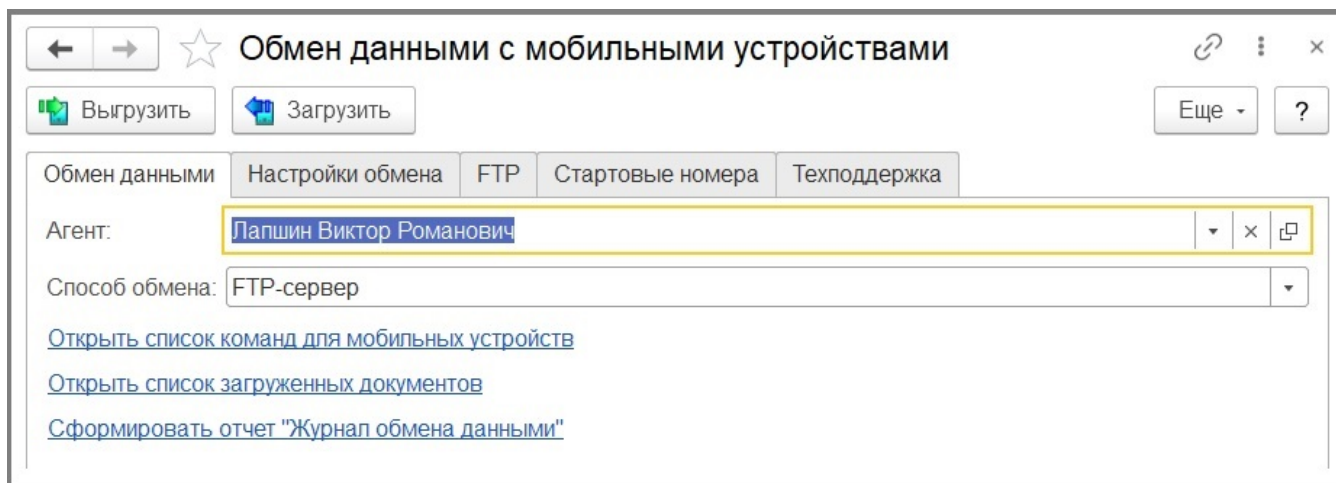 Обмен данными с мобильными устройствами
Выгрузить Загрузить Еще ?
Обмен данными Настройки обмена FTP Стартовые номера Техподдержка
Агент: Лапшин Виктор Романович
Способ обмена: FTP-сервер
Открыть список команд для мобильных устройств
Открыть список загруженных документов
Сформировать отчет "Журнал обмена данными"